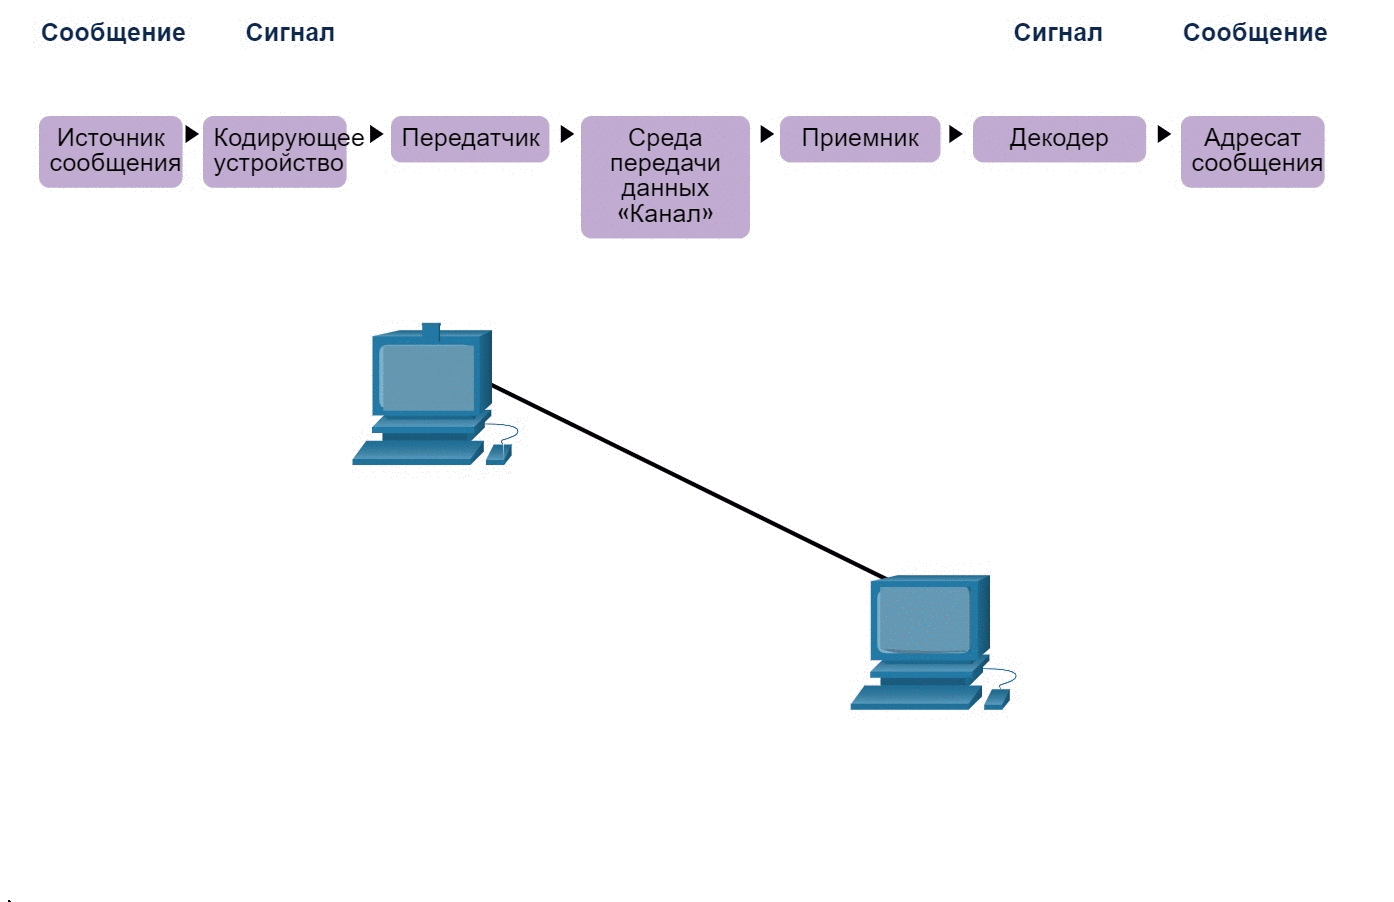 Сообщение Сигнал Сигнал Сообщение
Источник
сообщения
Кодирующее
устройство
Передатчик
Среда
передачи
данных
«Канал»
Приемник
Декодер
Адресат
сообщения